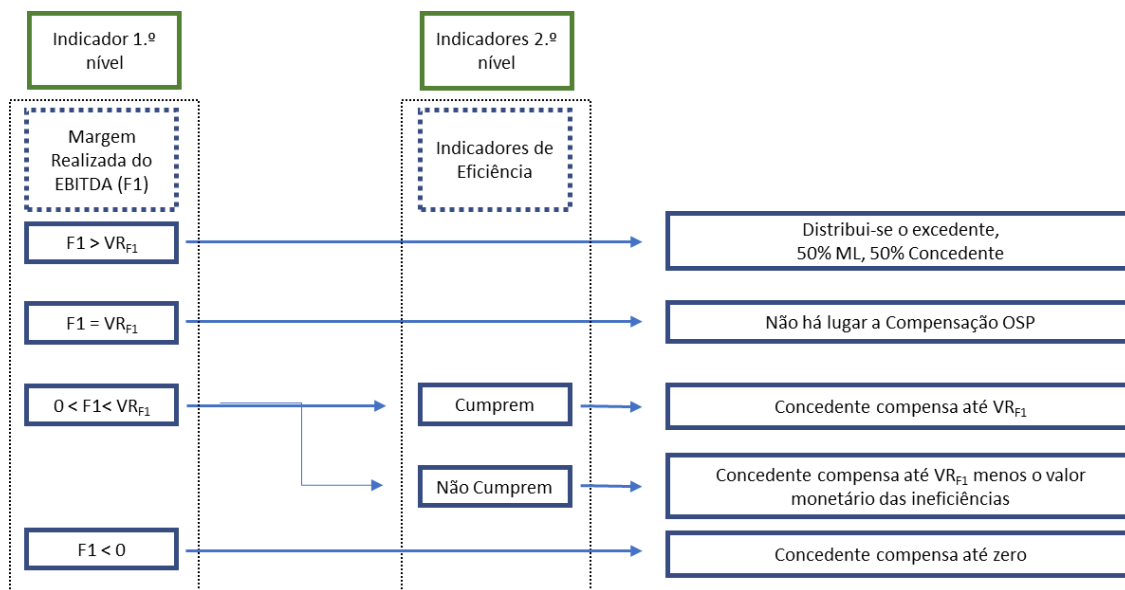 Indicador 1.º
nível
Indicadores 2.º
nível
Margem
Realizada do
EBITDA (F1)
Indicadores de
Eficiência
F1 > VRF1
Distribui-se o excedente,
50% ML, 50% Concedente
F1 = VRF1
Não há lugar a Compensação OSP
0 < F1< VRF1
Cumprem
Concedente compensa até VRF1
Não Cumprem
Concedente compensa até VRF1 menos o valor
monetário das ineficiências
F1 < 0
Concedente compensa até zero